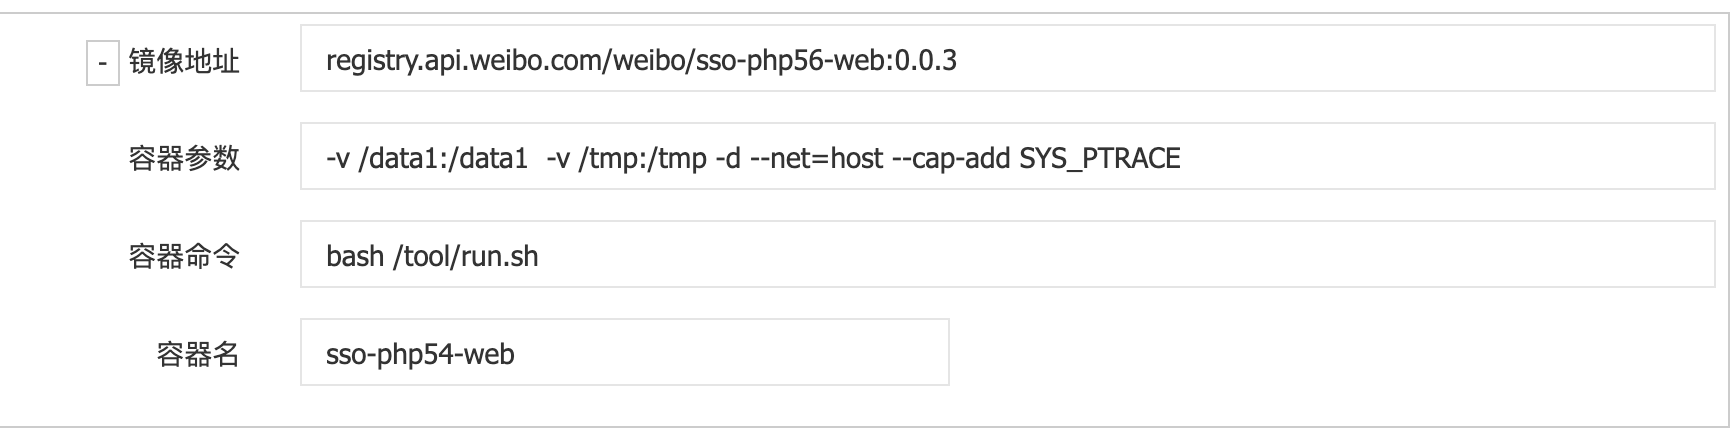 - 镜像地址 registry.api.weibo.com/weibo/sso-php56-web:0.0.3
容器参数 -v /data1:/data1  -v /tmp:/tmp -d --net=host --cap-add SYS_PTRACE
容器命令 bash /tool/run.sh
容器名 sso-php54-web